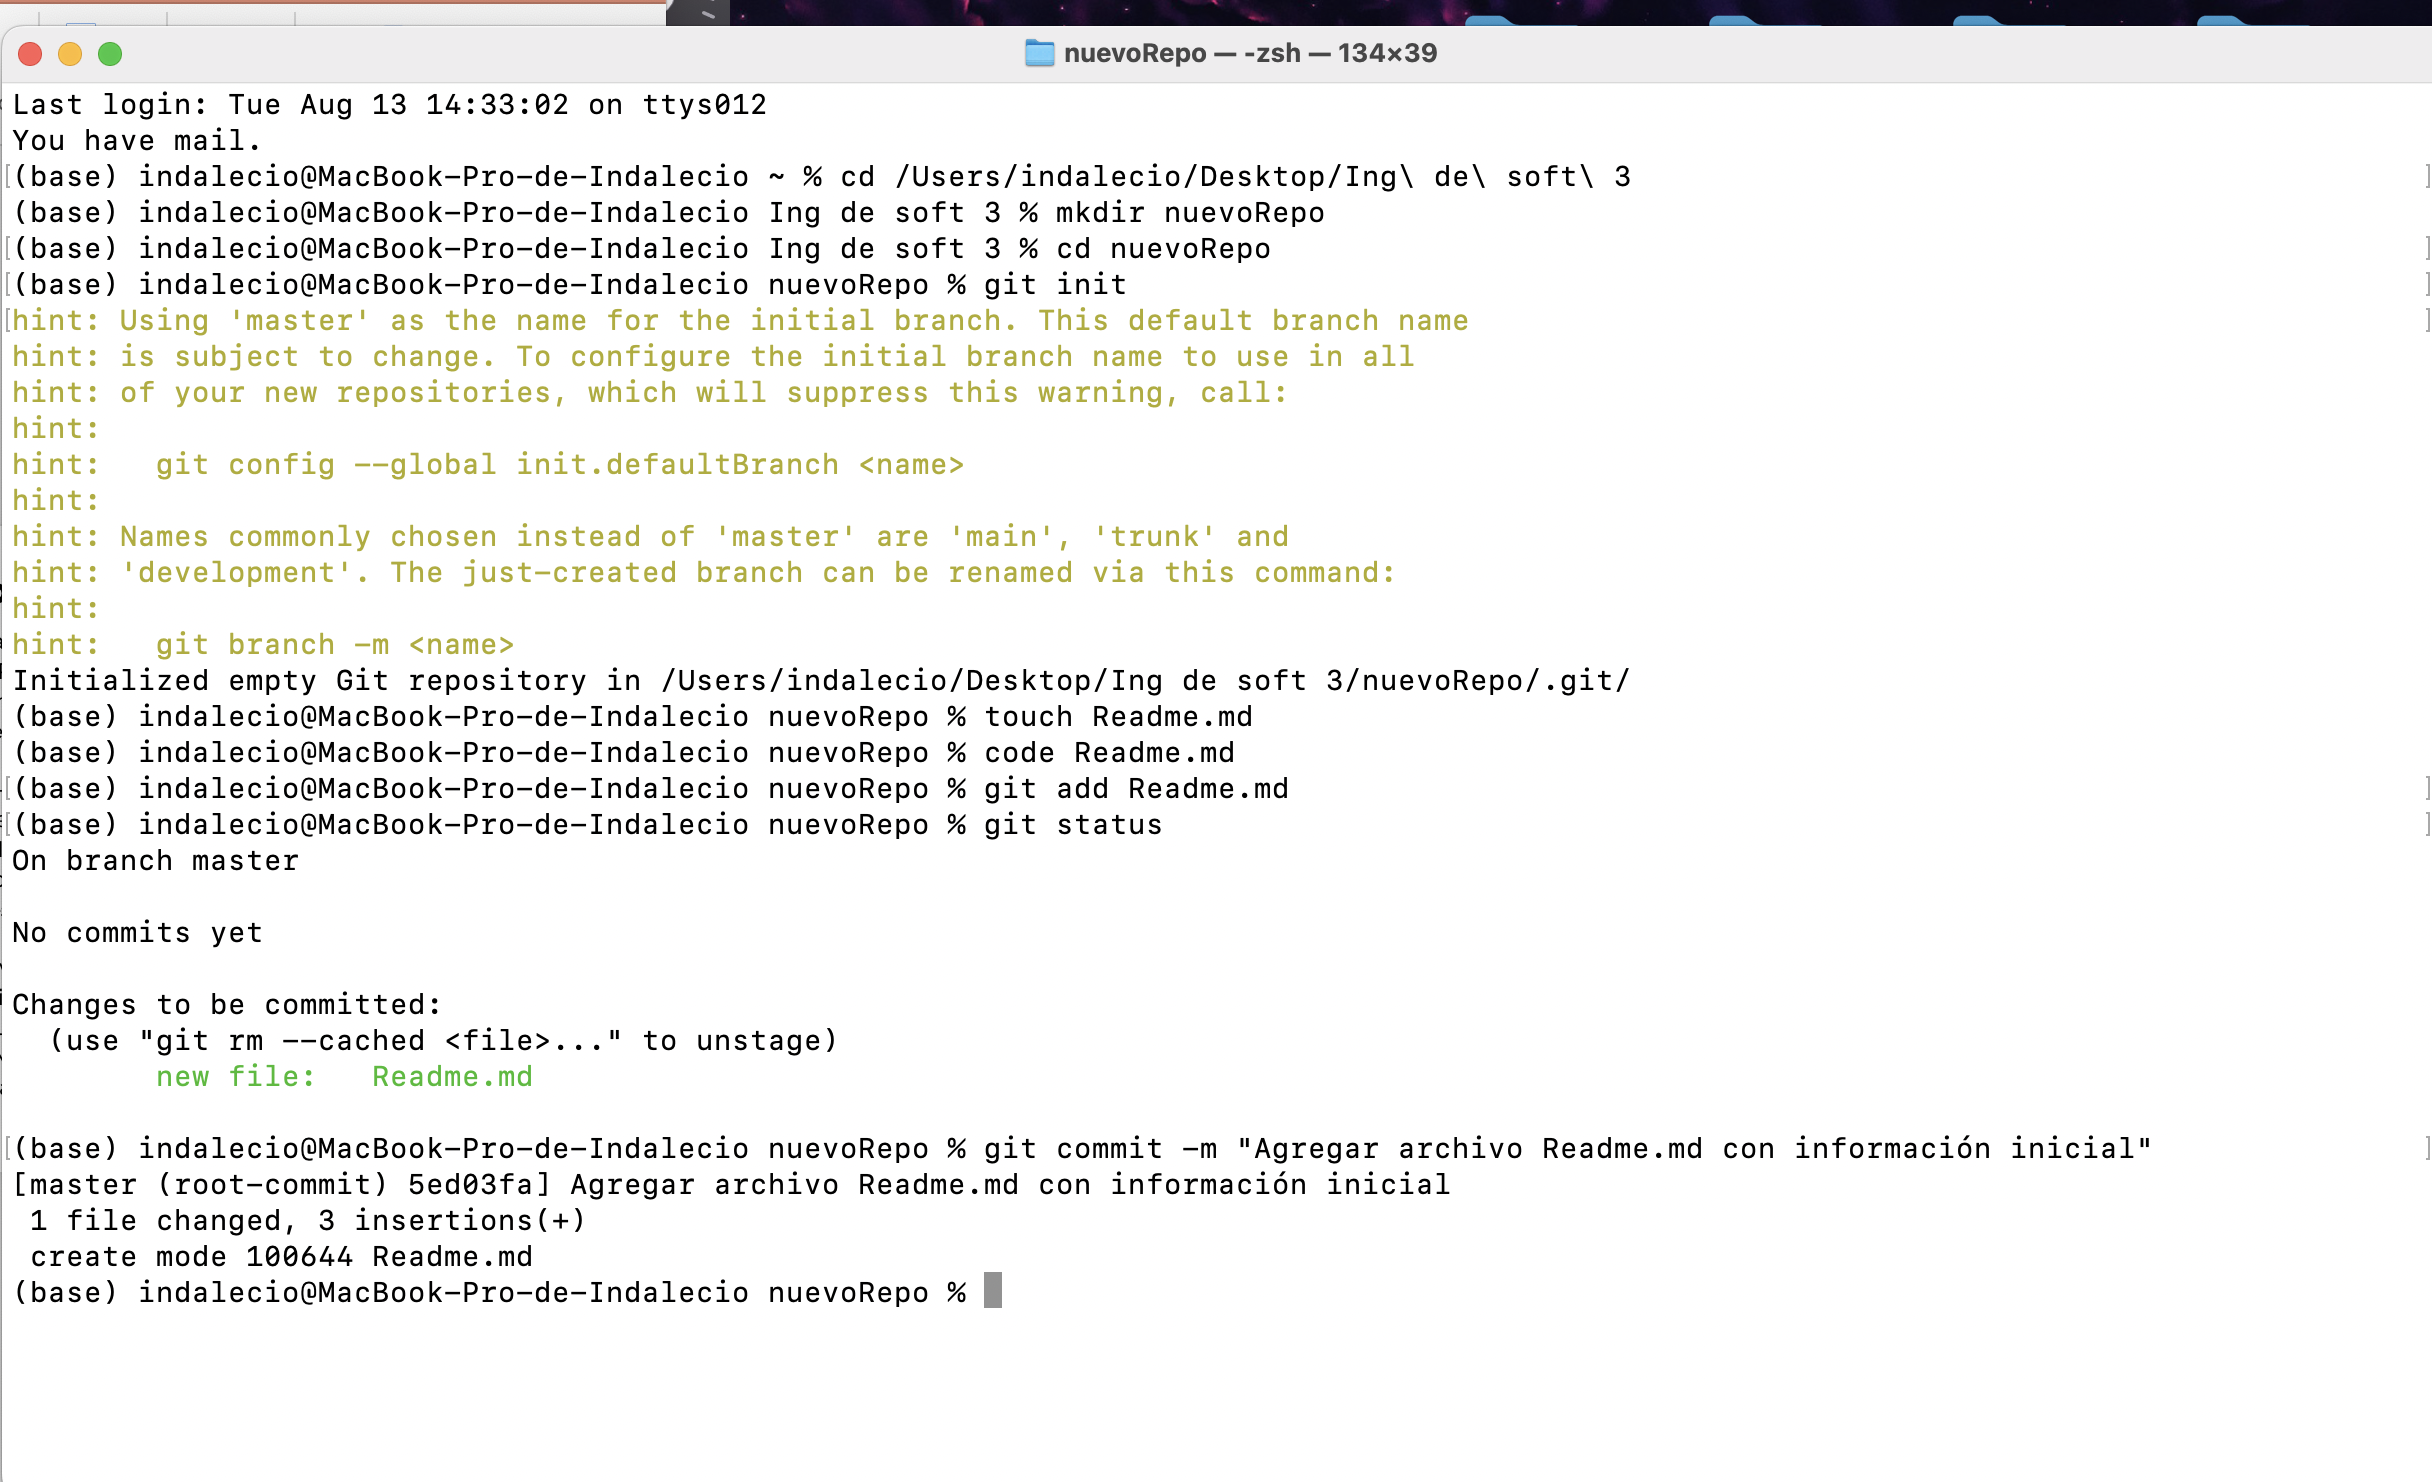 nuevoRepo — -zsh — 134×39
Last login: Tue Aug 13 14:33:02 on ttys012
You have mail.
(base) indalecio@MacBook-Pro-de-Indalecio ~ % cd /Users/indalecio/Desktop/Ing\ de\ soft\ 3
(base) indalecio@MacBook-Pro-de-Indalecio Ing de soft 3 % mkdir nuevoRepo
(base) indalecio@MacBook-Pro-de-Indalecio Ing de soft 3 % cd nuevoRepo
(base) indalecio@MacBook-Pro-de-Indalecio nuevoRepo % git init
hint: Using 'master' as the name for the initial branch. This default branch name
hint: is subject to change. To configure the initial branch name to use in all
hint: of your new repositories, which will suppress this warning, call:
hint:
hint:   git config --global init.defaultBranch <name>
hint:
hint: Names commonly chosen instead of 'master' are 'main', 'trunk' and
hint: 'development'. The just-created branch can be renamed via this command:
hint:
hint:   git branch -m <name>
Initialized empty Git repository in /Users/indalecio/Desktop/Ing de soft 3/nuevoRepo/.git/
(base) indalecio@MacBook-Pro-de-Indalecio nuevoRepo % touch Readme.md
(base) indalecio@MacBook-Pro-de-Indalecio nuevoRepo % code Readme.md
(base) indalecio@MacBook-Pro-de-Indalecio nuevoRepo % git add Readme.md
(base) indalecio@MacBook-Pro-de-Indalecio nuevoRepo % git status
On branch master
No commits yet
Changes to be committed:
  (use "git rm --cached <file>..." to unstage)
        new file:   Readme.md
(base) indalecio@MacBook-Pro-de-Indalecio nuevoRepo % git commit -m "Agregar archivo Readme.md con información inicial"
[master (root-commit) 5ed03fa] Agregar archivo Readme.md con información inicial
 1 file changed, 3 insertions(+)
 create mode 100644 Readme.md
(base) indalecio@MacBook-Pro-de-Indalecio nuevoRepo %